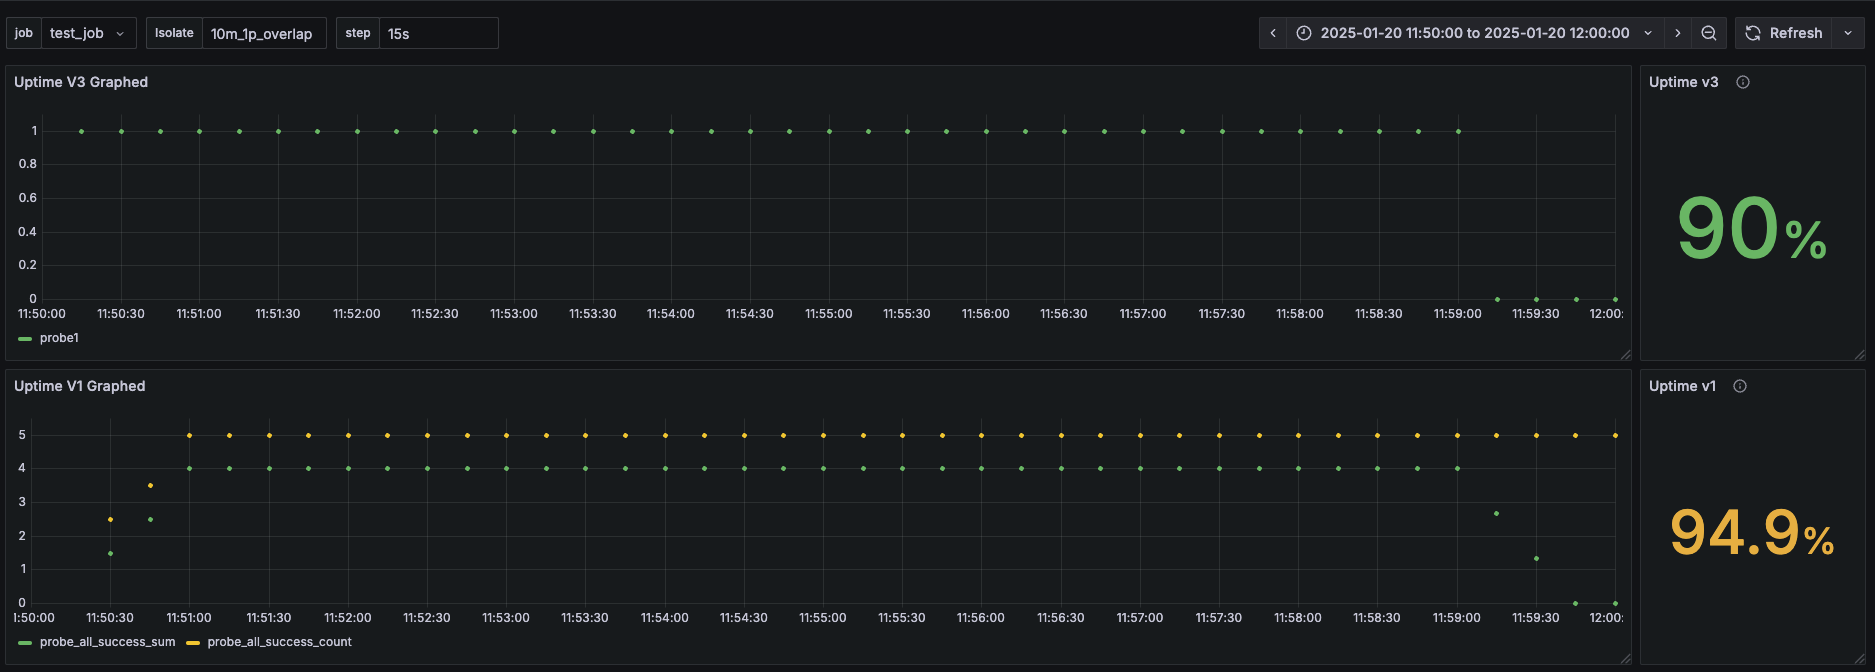 job test_job Isolate 10m_1p_overlap step 15s 2025-01-20 11:50:00 to 2025-01-20 12:00:00 Refresh
Uptime V3 Graphed
1
0.8
0.6
0.4
0.2
0
11:50:00 11:50:30 11:51:00 11:51:30 11:52:00 11:52:30 11:53:00 11:53:30 11:54:00 11:54:30 11:55:00 11:55:30 11:56:00 11:56:30 11:57:00 11:57:30 11:58:00 11:58:30 11:59:00 11:59:30 12:00:
probe1
Uptime v3
90%
Uptime V1 Graphed
5
4
3
2
1
0
l:50:00 11:50:30 11:51:00 11:51:30 11:52:00 11:52:30 11:53:00 11:53:30 11:54:00 11:54:30 11:55:00 11:55:30 11:56:00 11:56:30 11:57:00 11:57:30 11:58:00 11:58:30 11:59:00 11:59:30 12:00:
probe_all_success_sum probe_all_success_count
Uptime v1
94.9%